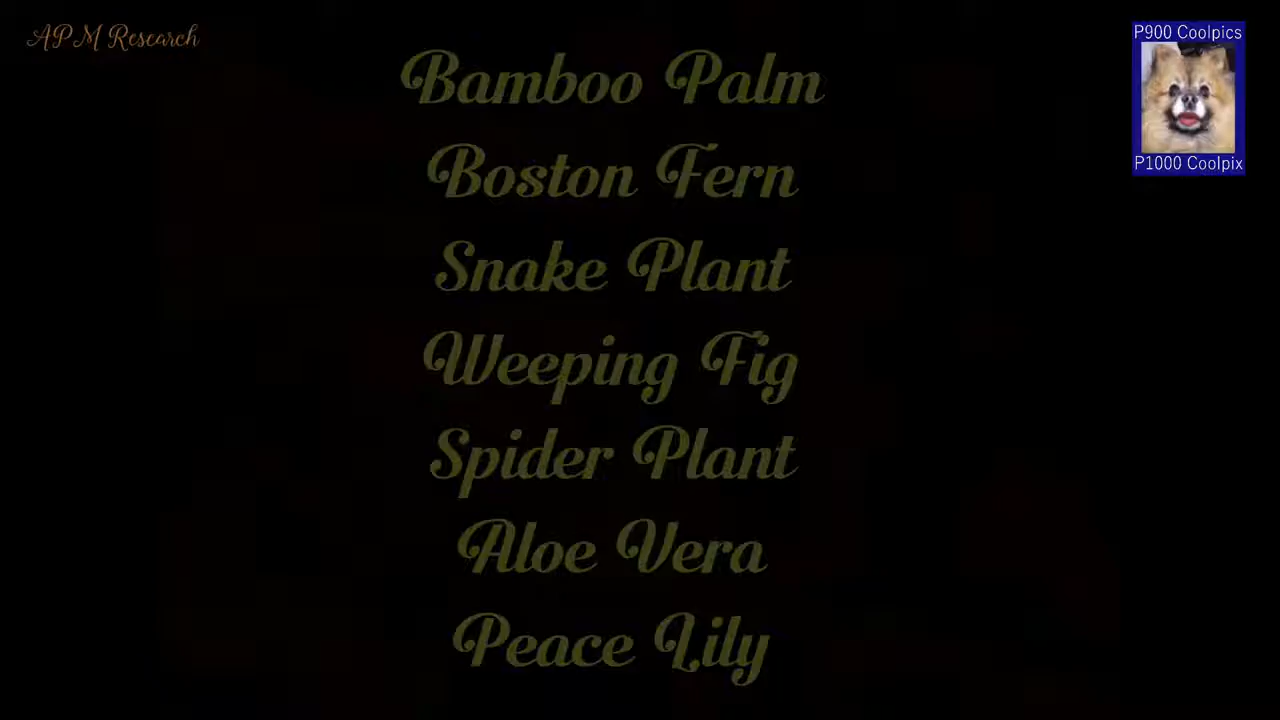 APM Research
P900 Coolpics
P1000 Coolpix
Bamboo Palm
Boston Fern
Snake Plant
Weeping Fig
Spider Plant
Aloe Vera
Peace Lily